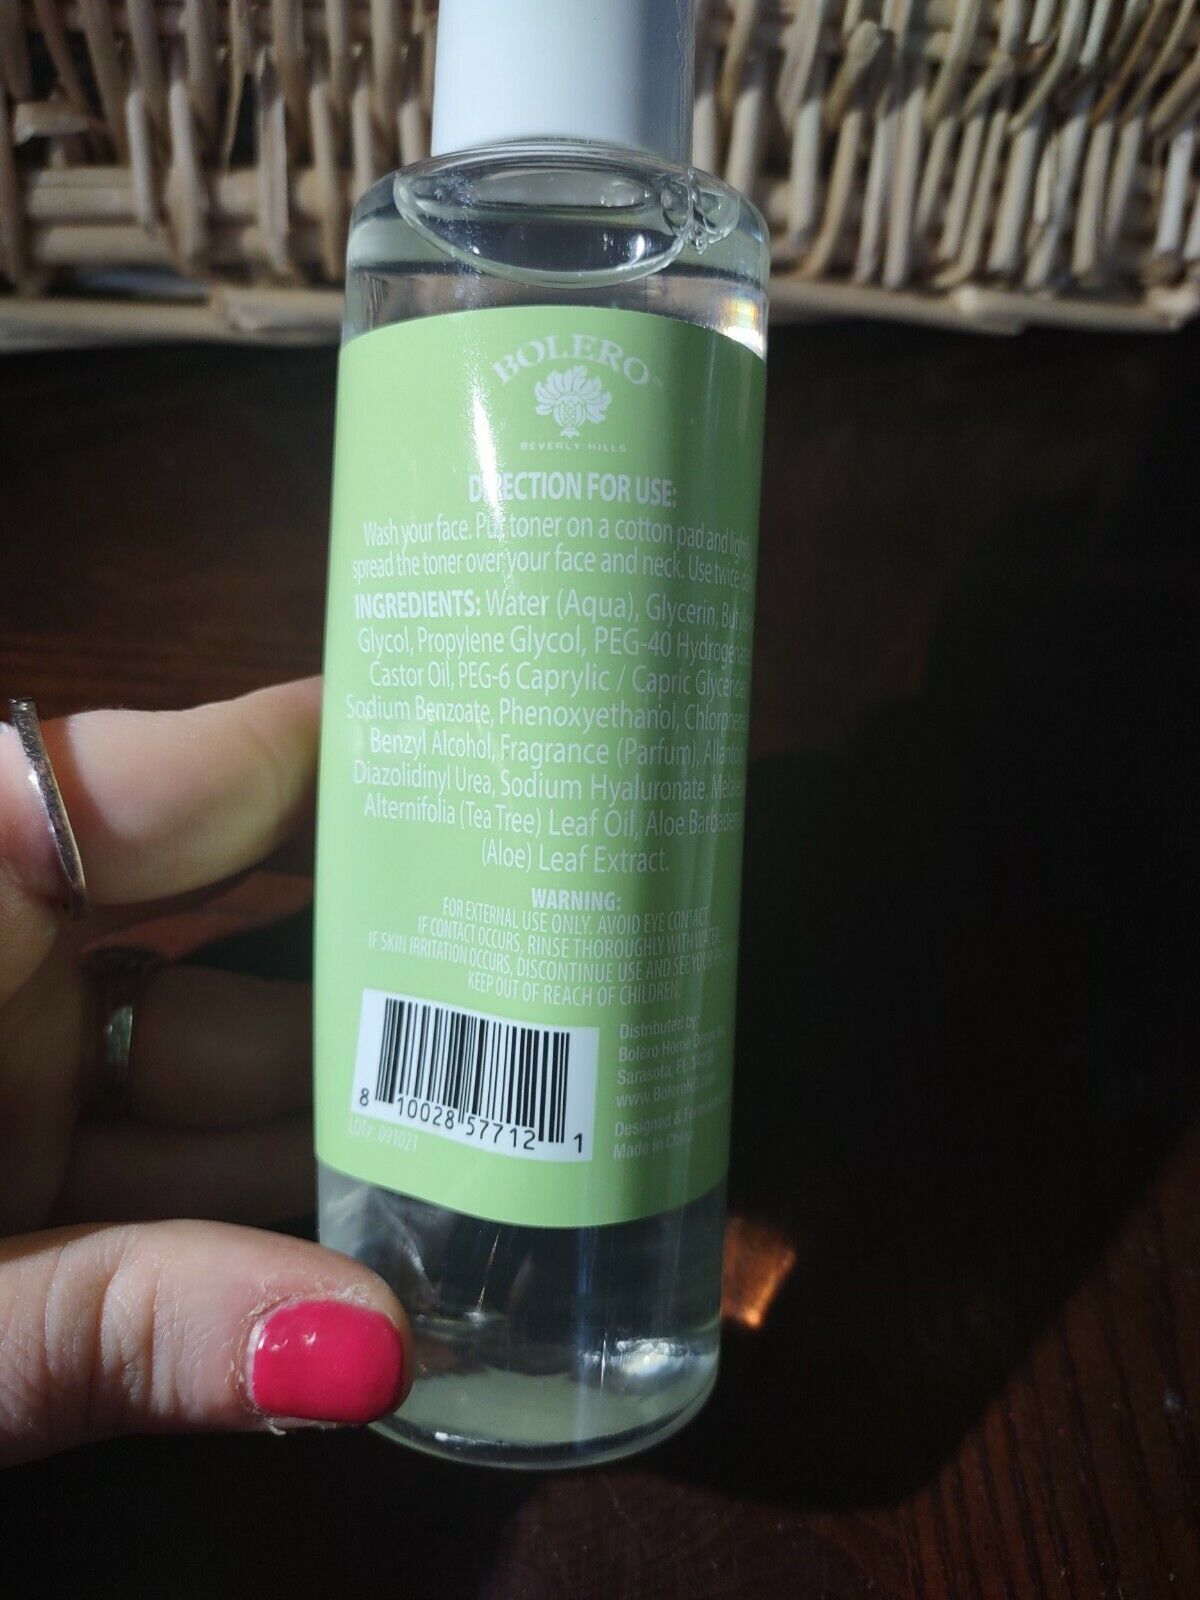 BOLERO™
BEVERLY HILLS
DIRECTION FOR USE:
Wash your face. Put toner on a cotton pad and lightly
spread the toner over your face and neck. Use twice
INGREDIENTS: Water (Aqua), Glycerin,
Glycol, Propylene Glycol, PEG-40
Castor Oil, PEG-6 Caprylic / Capric
Sodium Benzoate, Phenoxyethanol,
Benzyl Alcohol, Fragrance (Parfum),
Diazolidinyl Urea, Sodium Hyaluronate,
Alternifolia (Tea Tree) Leaf Oil, Aloe
(Aloe) Leaf Extract.
WARNING:
FOR EXTERNAL USE ONLY. AVOID EYE CONTACT.
IF CONTACT OCCURS, RINSE THOROUGHLY WITH WATER.
IF SKIN IRRITATION OCCURS, DISCONTINUE USE AND SEE YOUR
KEEP OUT OF REACH OF CHILDREN.
Distributed by:
Bolero Home Decor,
Sarasota, FL
Designed &
Made in China
8 10028 57712 1
LOT#: 091021